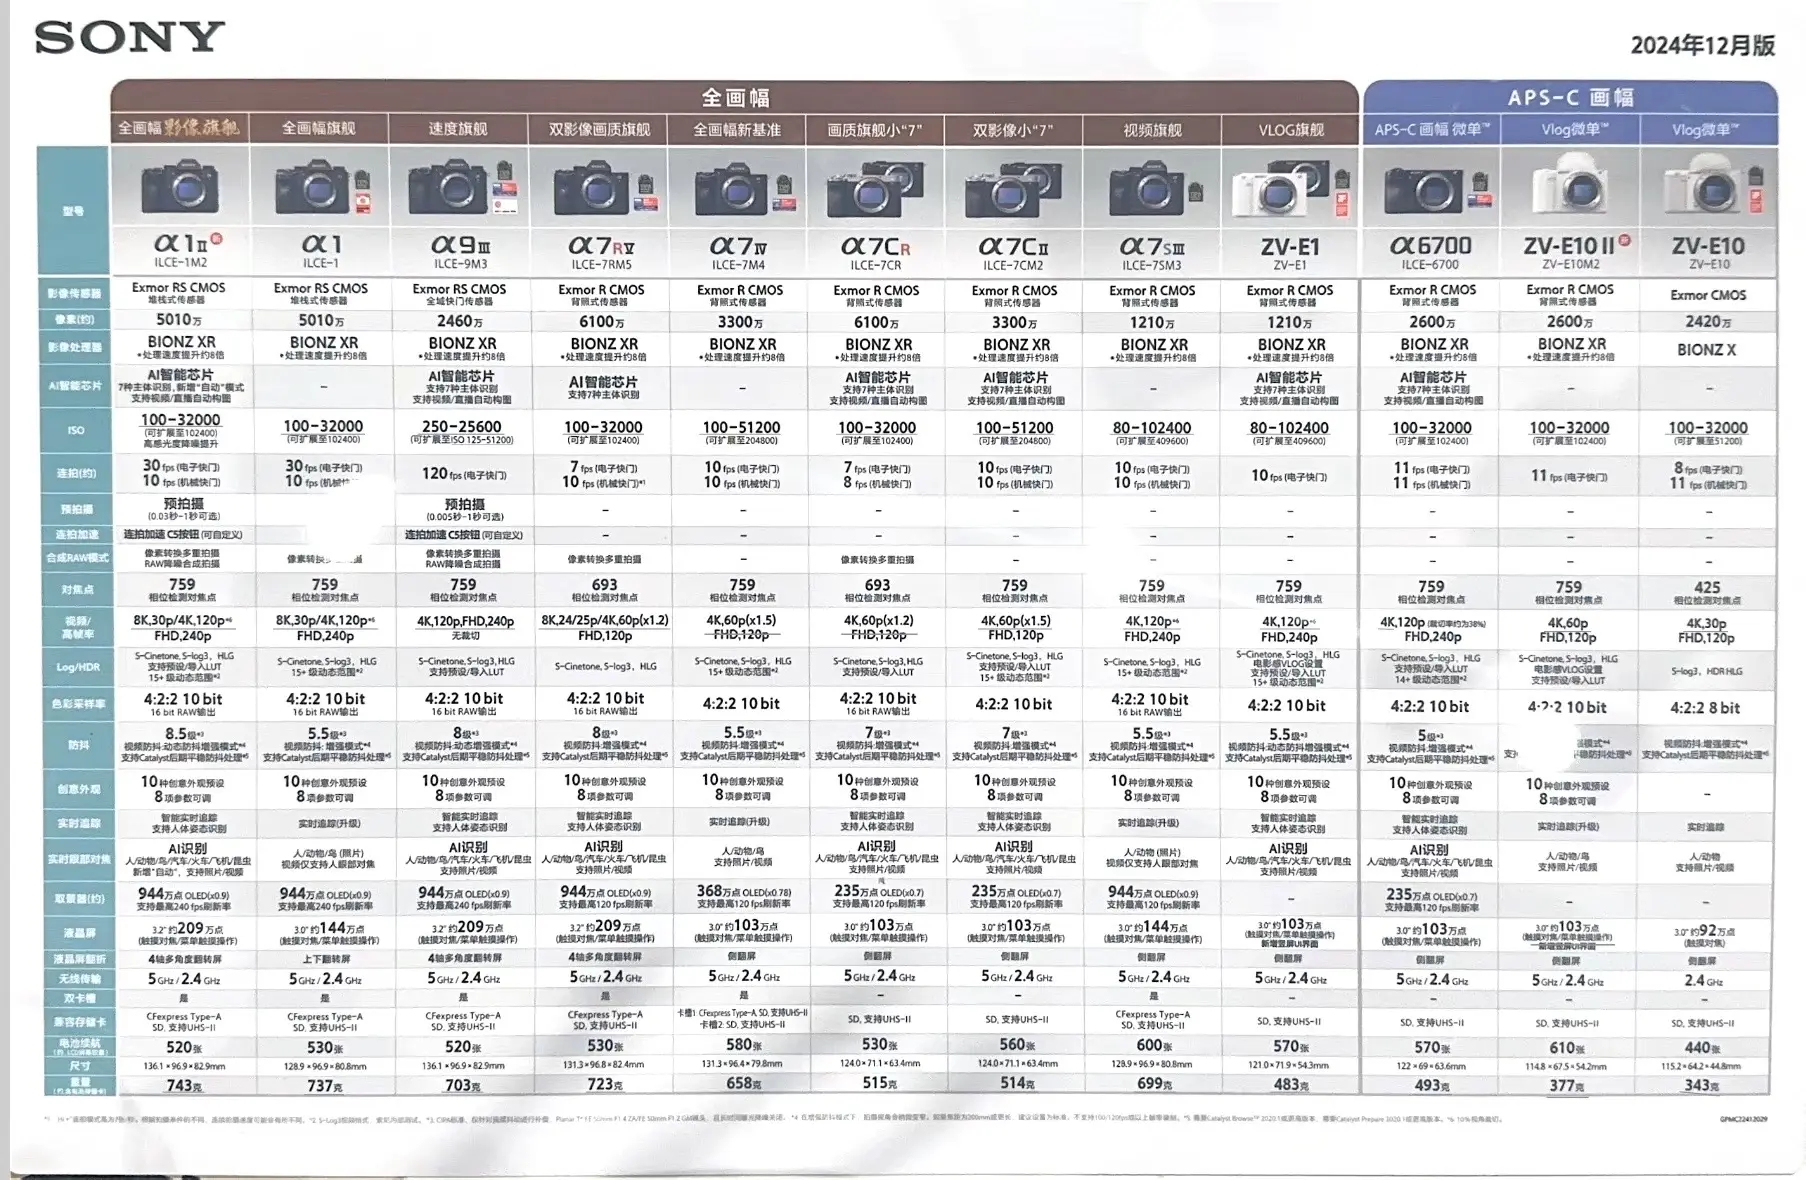 SONY
2024年12月版
全画幅
APS-C 画幅
全画幅影像旗舰 全画幅旗舰 速度旗舰 双影像画质旗舰 全画幅新基准 画质旗舰小“7” 双影像小“7” 视频旗舰 VLOG旗舰 APS-C 画幅 微单™ Vlog微单™ Vlog微单™
型号
α1II 新 α1 α9III α7RV α7IV α7CR α7CII α7SIII ZV-E1 α6700 ZV-E10 II 新 ZV-E10
ILCE-1M2 ILCE-1 ILCE-9M3 ILCE-7RM5 ILCE-7M4 ILCE-7CR ILCE-7CM2 ILCE-7SM3 ZV-E1 ILCE-6700 ZV-E10M2 ZV-E10
影像传感器 Exmor RS CMOS Exmor RS CMOS Exmor RS CMOS Exmor R CMOS Exmor R CMOS Exmor R CMOS Exmor R CMOS Exmor R CMOS Exmor R CMOS Exmor R CMOS Exmor R CMOS Exmor CMOS
堆栈式传感器 堆栈式传感器 全域快门传感器 背照式传感器 背照式传感器 背照式传感器 背照式传感器 背照式传感器 背照式传感器 背照式传感器 背照式传感器
像素(约) 5010万 5010万 2460万 6100万 3300万 6100万 3300万 1210万 1210万 2600万 2600万 2420万
影像处理器 BIONZ XR BIONZ XR BIONZ XR BIONZ XR BIONZ XR BIONZ XR BIONZ XR BIONZ XR BIONZ XR BIONZ XR BIONZ XR BIONZ X
•处理速度提升约8倍 •处理速度提升约8倍 •处理速度提升约8倍 •处理速度提升约8倍 •处理速度提升约8倍 •处理速度提升约8倍 •处理速度提升约8倍 •处理速度提升约8倍 •处理速度提升约8倍 •处理速度提升约8倍 •处理速度提升约8倍
AI智能芯片 AI智能芯片 – AI智能芯片 AI智能芯片 – AI智能芯片 AI智能芯片 – AI智能芯片 AI智能芯片 – –
7种主体识别,新增“自动”模式 支持7种主体识别 支持7种主体识别 支持7种主体识别 支持7种主体识别 支持7种主体识别 支持7种主体识别
支持视频/直播自动构图 支持视频/直播自动构图 支持视频/直播自动构图 支持视频/直播自动构图 支持视频/直播自动构图 支持视频/直播自动构图
ISO 100-32000 100-32000 250-25600 100-32000 100-51200 100-32000 100-51200 80-102400 80-102400 100-32000 100-32000 100-32000
(可扩展至102400) (可扩展至102400) (可扩展至ISO 125-51200) (可扩展至102400) (可扩展至204800) (可扩展至102400) (可扩展至204800) (可扩展至409600) (可扩展至409600) (可扩展至102400) (可扩展至102400) (可扩展至51200)
高感光度降噪提升
连拍(约) 30 fps (电子快门) 30 fps (电子快门) 120 fps (电子快门) 7 fps (电子快门) 10 fps (电子快门) 7 fps (电子快门) 10 fps (电子快门) 10 fps (电子快门) 10 fps (电子快门) 11 fps (电子快门) 11 fps (电子快门) 8 fps (电子快门)
10 fps (机械快门) 10 fps (机械快 10 fps (机械快门)*1 10 fps (机械快门) 8 fps (机械快门) 10 fps (机械快门) 10 fps (机械快门) 11 fps (机械快门) 11 fps (机械快门)
预拍摄 预拍摄 预拍摄 – – – – – – – – –
(0.03秒-1秒可选) (0.005秒-1秒可选)
连拍加速 连拍加速 C5按钮 (可自定义) 连拍加速 C5按钮 (可自定义) – – – – – – – – –
合成RAW模式 像素转换多重拍摄 像素转换 摄 像素转换多重拍摄 像素转换多重拍摄 – 像素转换多重拍摄 – – – – – –
RAW降噪合成拍摄 RAW降噪合成拍摄
对焦点 759 759 759 693 759 693 759 759 759 759 759 425
相位检测对焦点 相位检测对焦点 相位检测对焦点 相位检测对焦点 相位检测对焦点 相位检测对焦点 相位检测对焦点 相位检测对焦点 相位检测对焦点 相位检测对焦点 相位检测对焦点 相位检测对焦点
视频/高帧率 8K,30p/4K,120p*6 8K,30p/4K,120p*6 4K,120p,FHD,240p 8K,24/25p/4K,60p(x1.2) 4K,60p(x1.5) 4K,60p(x1.2) 4K,60p(x1.5) 4K,120p*6 4K,120p*6 4K,120p (裁切率约为38%) 4K,60p 4K,30p
FHD,240p FHD,240p 无裁切 FHD,120p FHD,120p FHD,120p FHD,120p FHD,240p FHD,240p FHD,240p FHD,120p FHD,120p
Log/HDR S-Cinetone, S-log3, HLG S-Cinetone, S-log3, HLG S-Cinetone, S-log3,HLG S-Cinetone, S-log3, HLG S-Cinetone, S-log3, HLG S-Cinetone, S-log3, HLG S-Cinetone, S-log3, HLG S-Cinetone, S-log3, HLG S-Cinetone, S-log3, HLG S-Cinetone, S-log3, HLG S-Cinetone, S-log3, HLG S-log3, HDR HLG
支持预设/导入LUT 15+ 级动态范围*2 支持预设/导入LUT 15+ 级动态范围*2 支持预设/导入LUT 支持预设/导入LUT 15+ 级动态范围*2 电影感VLOG设置 支持预设/导入LUT 电影感VLOG设置
15+ 级动态范围*2 15+ 级动态范围*2 支持预设/导入LUT 14+ 级动态范围*2 支持预设/导入LUT
15+ 级动态范围*2
色彩采样率 4:2:2 10 bit 4:2:2 10 bit 4:2:2 10 bit 4:2:2 10 bit 4:2:2 10 bit 4:2:2 10 bit 4:2:2 10 bit 4:2:2 10 bit 4:2:2 10 bit 4:2:2 10 bit 4:2:2 10 bit 4:2:2 8 bit
16 bit RAW输出 16 bit RAW输出 16 bit RAW输出 16 bit RAW输出 16 bit RAW输出 16 bit RAW输出
防抖 8.5级*3 5.5级*3 8级*3 8级*3 5.5级*3 7级*3 7级*3 5.5级*3 5.5级*3 5级*3
视频防抖:动态防抖增强模式*4 视频防抖: 增强模式*4 视频防抖:动态增强模式*4 视频防抖: 增强模式*4 视频防抖: 增强模式*4 视频防抖: 增强模式*4 视频防抖: 增强模式*4 视频防抖: 增强模式*4 视频防抖:动态防抖增强模式*4 视频防抖: 增强模式*4 强模式*4 视频防抖:增强模式*4
支持Catalyst后期平稳防抖处理*5 支持Catalyst后期平稳防抖处理*5 支持Catalyst后期平稳防抖处理*5 支持Catalyst后期平稳防抖处理*5 支持Catalyst后期平稳防抖处理*5 支持Catalyst后期平稳防抖处理*5 支持Catalyst后期平稳防抖处理*5 支持Catalyst后期平稳防抖处理*5 支持Catalyst后期平稳防抖处理*5 支持Catalyst后期平稳防抖处理*5 支 稳防抖处理*5 支持Catalyst后期平稳防抖处理*5
创意外观 10种创意外观预设 10种创意外观预设 10种创意外观预设 10种创意外观预设 10种创意外观预设 10种创意外观预设 10种创意外观预设 10种创意外观预设 10种创意外观预设 10种创意外观预设 10种创意外观预设 –
8项参数可调 8项参数可调 8项参数可调 8项参数可调 8项参数可调 8项参数可调 8项参数可调 8项参数可调 8项参数可调 8项参数可调 8项参数可调
实时追踪 智能实时追踪 实时追踪(升级) 智能实时追踪 智能实时追踪 实时追踪(升级) 智能实时追踪 智能实时追踪 实时追踪(升级) 智能实时追踪 智能实时追踪 实时追踪(升级) 实时追踪
支持人体姿态识别 支持人体姿态识别 支持人体姿态识别 支持人体姿态识别 支持人体姿态识别 支持人体姿态识别 支持人体姿态识别
实时眼部对焦 AI识别 人/动物/鸟 (照片) AI识别 AI识别 人/动物/鸟 AI识别 AI识别 人/动物 (照片) AI识别 AI识别 人/动物/鸟 人/动物
人/动物/鸟/汽车/火车/飞机/昆虫 视频仅支持人眼部对焦 人/动物/鸟/汽车/火车/飞机/昆虫 人/动物/鸟/汽车/火车/飞机/昆虫 支持照片/视频 人/动物/鸟/汽车/火车/飞机/昆虫 人/动物/鸟/汽车/火车/飞机/昆虫 视频仅支持人眼部对焦 人/动物/鸟/汽车/火车/飞机/昆虫 人/动物/鸟/汽车/火车/飞机/昆虫 支持照片/视频 支持照片/视频
新增“自动”, 支持照片/视频 支持照片/视频 支持照片/视频 支持照片/视频 支持照片/视频 支持照片/视频 支持照片/视频
取景器(约) 944万点 OLED(x0.9) 944万点 OLED(x0.9) 944万点 OLED(x0.9) 944万点 OLED(x0.9) 368万点 OLED(x0.78) 235万点 OLED(x0.7) 235万点 OLED(x0.7) 944万点 OLED(x0.9) – 235万点 OLED(x0.7) – –
支持最高240 fps刷新率 支持最高240 fps刷新率 支持最高240 fps刷新率 支持最高120 fps刷新率 支持最高120 fps刷新率 支持最高120 fps刷新率 支持最高120 fps刷新率 支持最高120 fps刷新率 支持最高120 fps刷新率
液晶屏 3.2" 约209万点 3.0" 约144万点 3.2" 约209万点 3.2" 约209万点 3.0" 约103万点 3.0" 约103万点 3.0" 约103万点 3.0" 约144万点 3.0" 约103万点 3.0" 约103万点 3.0" 约103万点 3.0" 约92万点
(触摸对焦/菜单触摸操作) (触摸对焦/菜单触摸操作) (触摸对焦/菜单触摸操作) (触摸对焦/菜单触摸操作) (触摸对焦/菜单触摸操作) (触摸对焦/菜单触摸操作) (触摸对焦/菜单触摸操作) (触摸对焦/菜单触摸操作) (触摸对焦/菜单触摸操作) (触摸对焦/菜单触摸操作) (触摸对焦/菜单触摸操作) (触摸对焦)
新增竖屏UI界面 新增竖屏UI界面
液晶屏翻折 4轴多角度翻转屏 上下翻转屏 4轴多角度翻转屏 4轴多角度翻转屏 侧翻屏 侧翻屏 侧翻屏 侧翻屏 侧翻屏 侧翻屏 侧翻屏 侧翻屏
无线传输 5 GHz / 2.4 GHz 5 GHz / 2.4 GHz 5 GHz / 2.4 GHz 5 GHz / 2.4 GHz 5 GHz / 2.4 GHz 5 GHz / 2.4 GHz 5 GHz / 2.4 GHz 5 GHz / 2.4 GHz 5 GHz / 2.4 GHz 5 GHz / 2.4 GHz 5 GHz / 2.4 GHz 2.4 GHz
双卡槽 是 是 是 是 是 – – 是 – – – –
兼容存储卡 CFexpress Type-A CFexpress Type-A CFexpress Type-A CFexpress Type-A 卡槽1: CFexpress Type-A, SD, 支持UHS-II SD, 支持UHS-II SD, 支持UHS-II CFexpress Type-A SD, 支持UHS-II SD, 支持UHS-II SD, 支持UHS-II SD, 支持UHS-I
SD, 支持UHS-II SD, 支持UHS-II SD, 支持UHS-II SD, 支持UHS-II 卡槽2: SD, 支持UHS-II SD, 支持UHS-II
电池续航 520张 530张 520张 530张 580张 530张 560张 600张 570张 570张 610张 440张
尺寸 136.1×96.9×82.9mm 128.9×96.9×80.8mm 136.1×96.9×82.9mm 131.3×96.8×82.4mm 131.3×96.4×79.8mm 124.0×71.1×63.4mm 124.0×71.1×63.4mm 128.9×96.9×80.8mm 121.0×71.9×54.3mm 122×69×63.6mm 114.8×67.5×54.2mm 115.2×64.2×44.8mm
重量 743克 737克 703克 723克 658克 515克 514克 699克 483克 493克 377克 343克
GPMC22412029